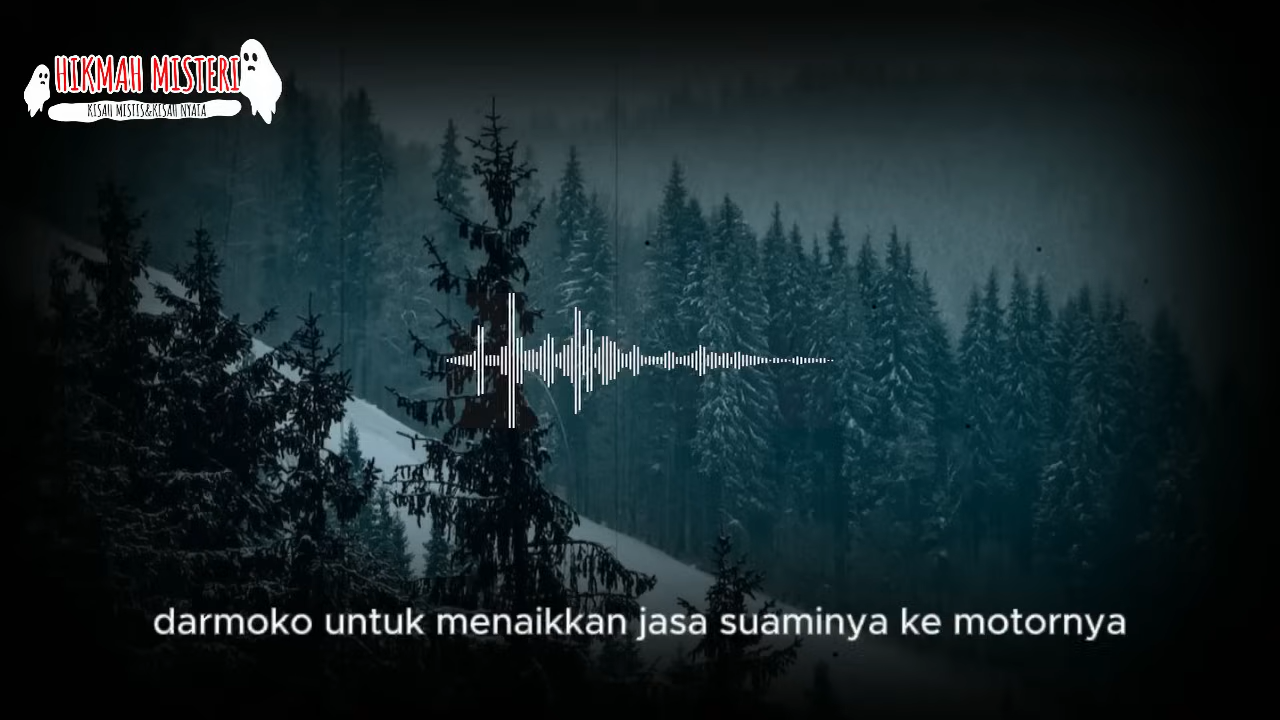 HIKMAH MISTERI
KISAH MISTIS&KISAH NYATA
darmoko untuk menaikkan jasa suaminya ke motornya